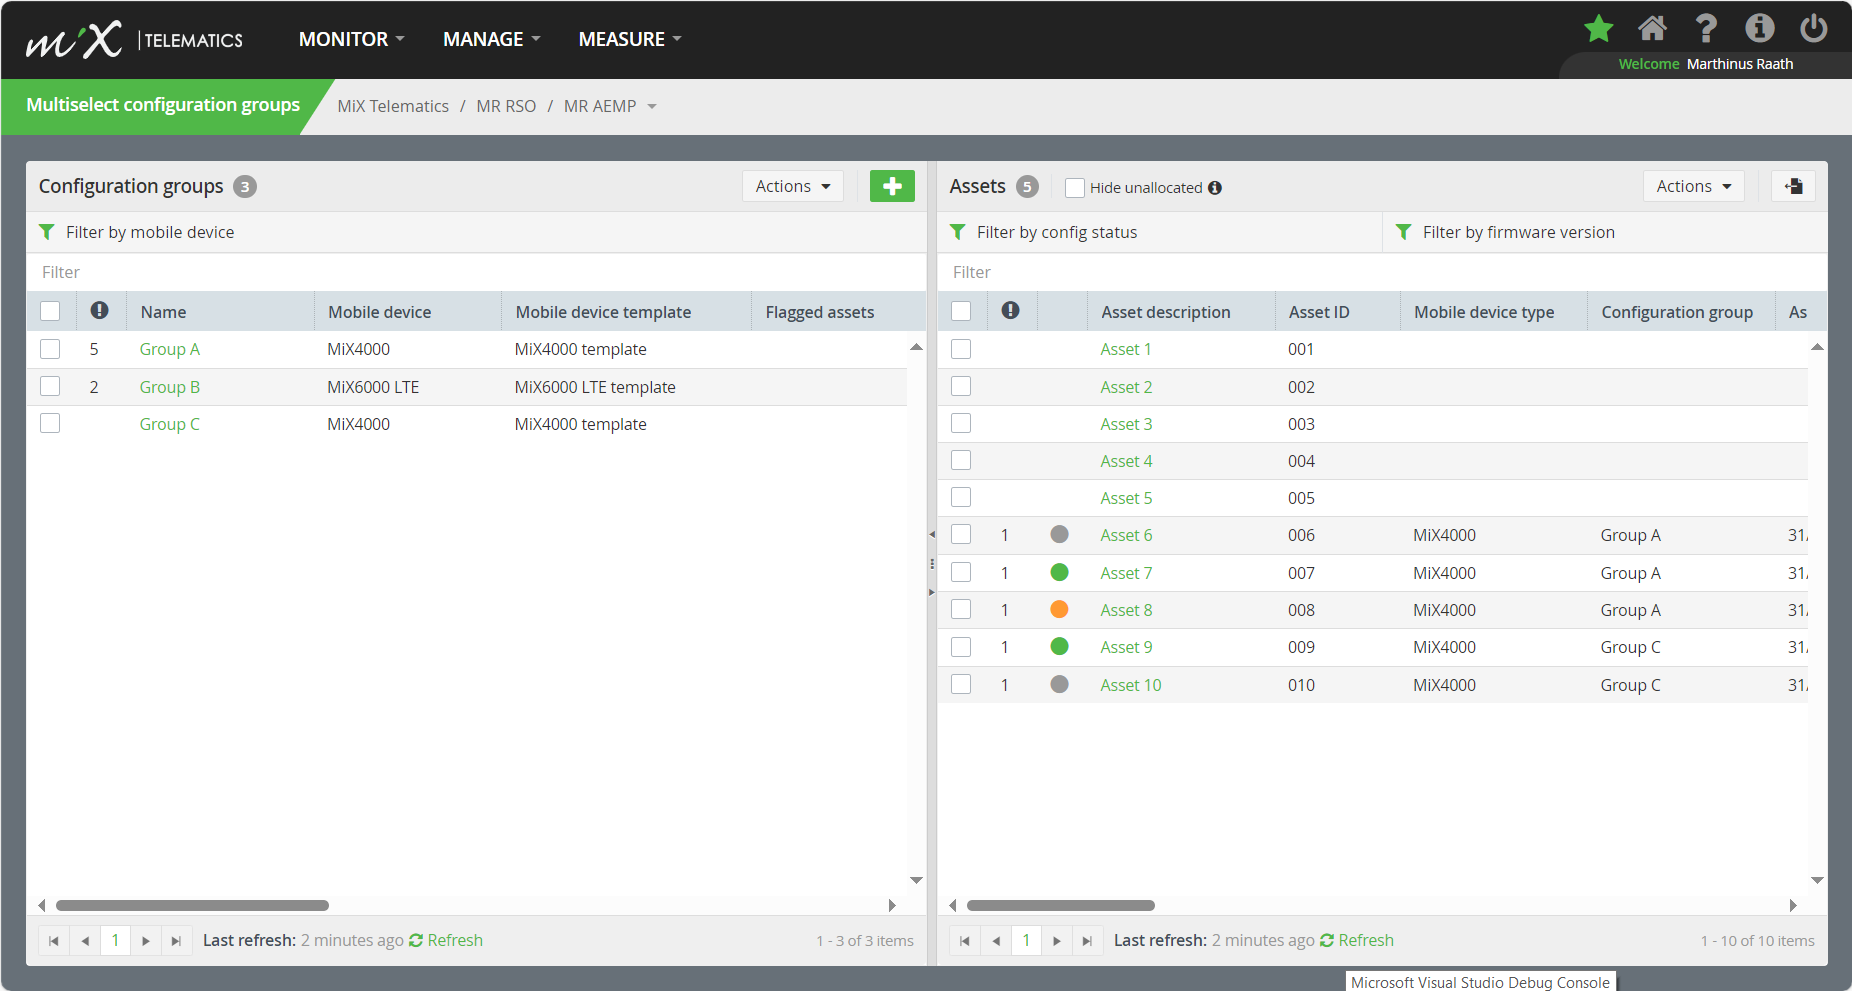 miX | TELEMATICS MONITOR MANAGE MEASURE
Welcome Marthinus Raath
Multiselect configuration groups MiX Telematics / MR RSO / MR AEMP
Configuration groups 3 Actions
Filter by mobile device
Filter
Name Mobile device Mobile device template Flagged assets
5 Group A MiX4000 MiX4000 template
2 Group B MiX6000 LTE MiX6000 LTE template
Group C MiX4000 MiX4000 template
1 Last refresh: 2 minutes ago Refresh 1 - 3 of 3 items
Assets 5 Hide unallocated Actions
Filter by config status Filter by firmware version
Filter
Asset description Asset ID Mobile device type Configuration group As
Asset 1 001
Asset 2 002
Asset 3 003
Asset 4 004
Asset 5 005
1 Asset 6 006 MiX4000 Group A 31/
1 Asset 7 007 MiX4000 Group A 31/
1 Asset 8 008 MiX4000 Group A 31/
1 Asset 9 009 MiX4000 Group C 31/
1 Asset 10 010 MiX4000 Group C 31/
1 Last refresh: 2 minutes ago Refresh 1 - 10 of 10 items
Microsoft Visual Studio Debug Console